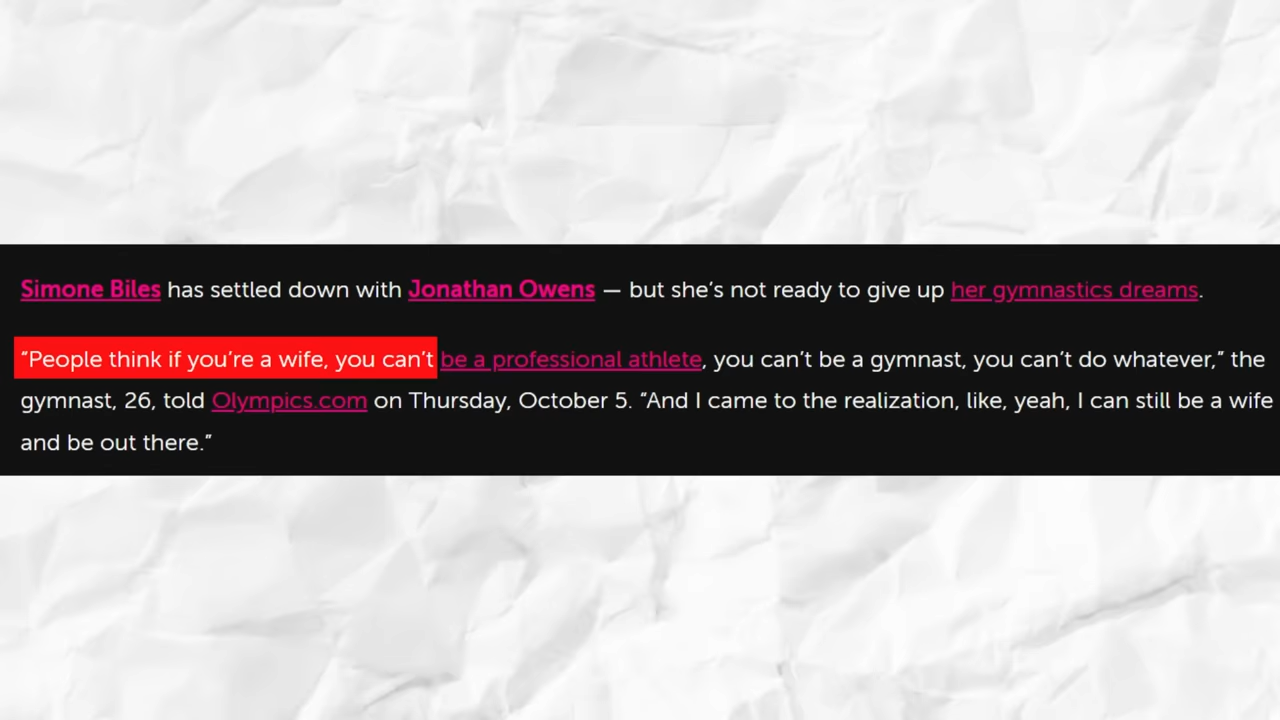 Simone Biles has settled down with Jonathan Owens — but she’s not ready to give up her gymnastics dreams.
“People think if you’re a wife, you can’t be a professional athlete, you can’t be a gymnast, you can’t do whatever,” the
gymnast, 26, told Olympics.com on Thursday, October 5. “And I came to the realization, like, yeah, I can still be a wife
and be out there.”